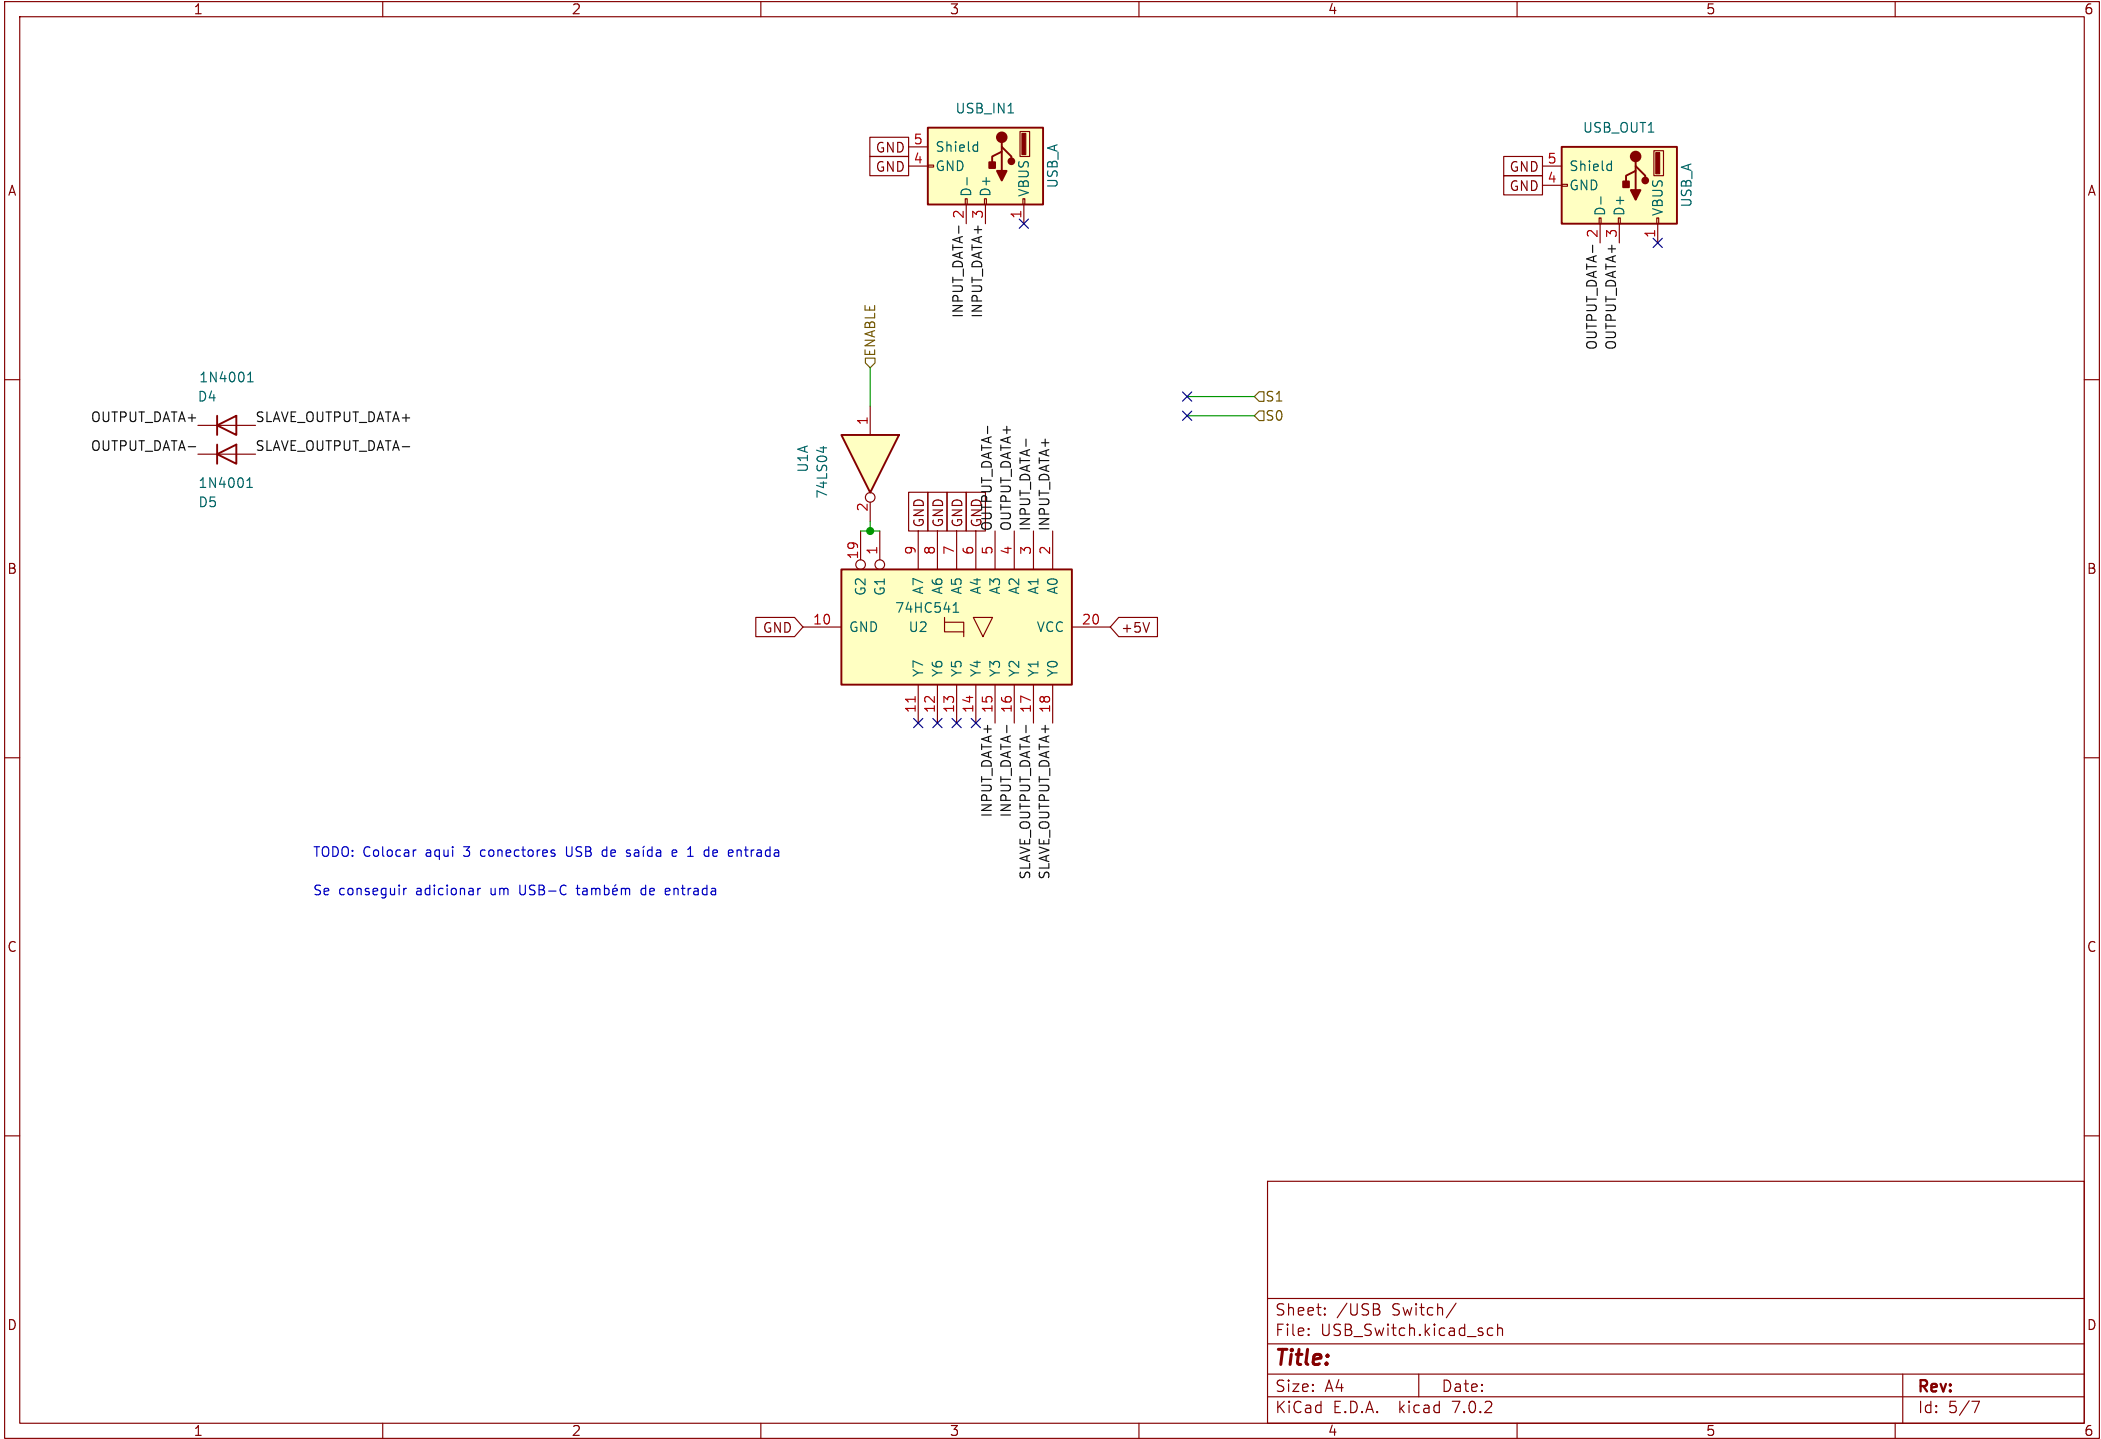 1 2 3 4 5 6
USB_IN1
USB_OUT1
GND 5 Shield
GND 4 GND
D- D+ VBUS
2 3 1
USB_A
INPUT_DATA-
INPUT_DATA+
GND 5 Shield
GND 4 GND
D- D+ VBUS
2 3 1
USB_A
OUTPUT_DATA-
OUTPUT_DATA+
A A
ENABLE
1N4001
D4
OUTPUT_DATA+ SLAVE_OUTPUT_DATA+
OUTPUT_DATA- SLAVE_OUTPUT_DATA-
1N4001
D5
S1
S0
1
U1A
74LS04
2
GND GND GND GND OUTPUT_DATA- OUTPUT_DATA+ INPUT_DATA- INPUT_DATA+
19 1 9 8 7 6 5 4 3 2
B B
G2 G1 A7 A6 A5 A4 A3 A2 A1 A0
74HC541
GND 10 GND U2 VCC 20 +5V
Y7 Y6 Y5 Y4 Y3 Y2 Y1 Y0
11 12 13 14 15 16 17 18
INPUT_DATA+
INPUT_DATA-
SLAVE_OUTPUT_DATA-
SLAVE_OUTPUT_DATA+
TODO: Colocar aqui 3 conectores USB de saída e 1 de entrada
Se conseguir adicionar um USB-C também de entrada
C C
Sheet: /USB Switch/
File: USB_Switch.kicad_sch
D D
Title:
Size: A4 Date: Rev:
KiCad E.D.A. kicad 7.0.2 Id: 5/7
1 2 3 4 5 6